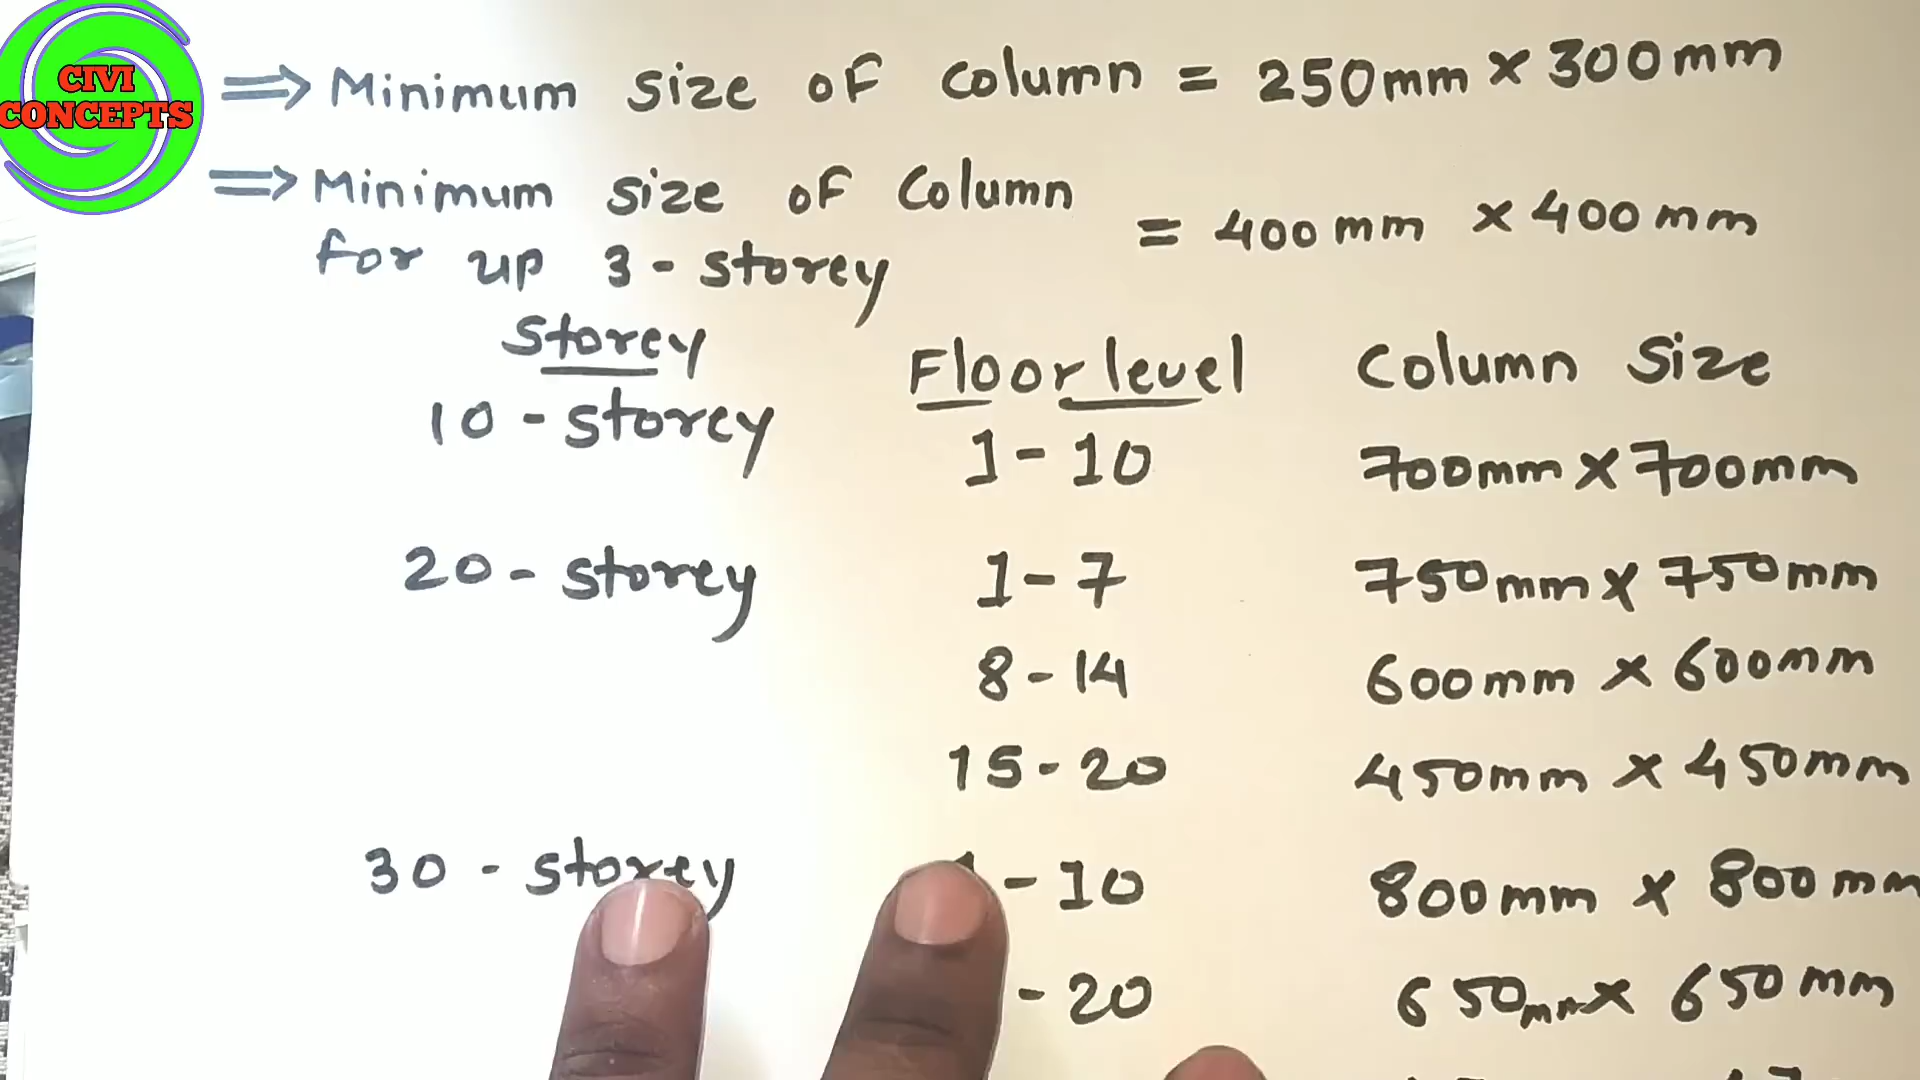 CIVI
CONCEPTS
⇒ Minimum size of column = 250mm × 300mm
⇒ Minimum size of Column
for up 3 - storey = 400 mm × 400 mm
Storey Floor level Column Size
10 - storey 1 - 10 700mm × 700mm
20 - storey 1 - 7 750mm × 750mm
8 - 14 600mm × 600mm
15 - 20 450mm × 450mm
30 - storey - 10 800mm × 800mm
- 20 650mm × 650mm